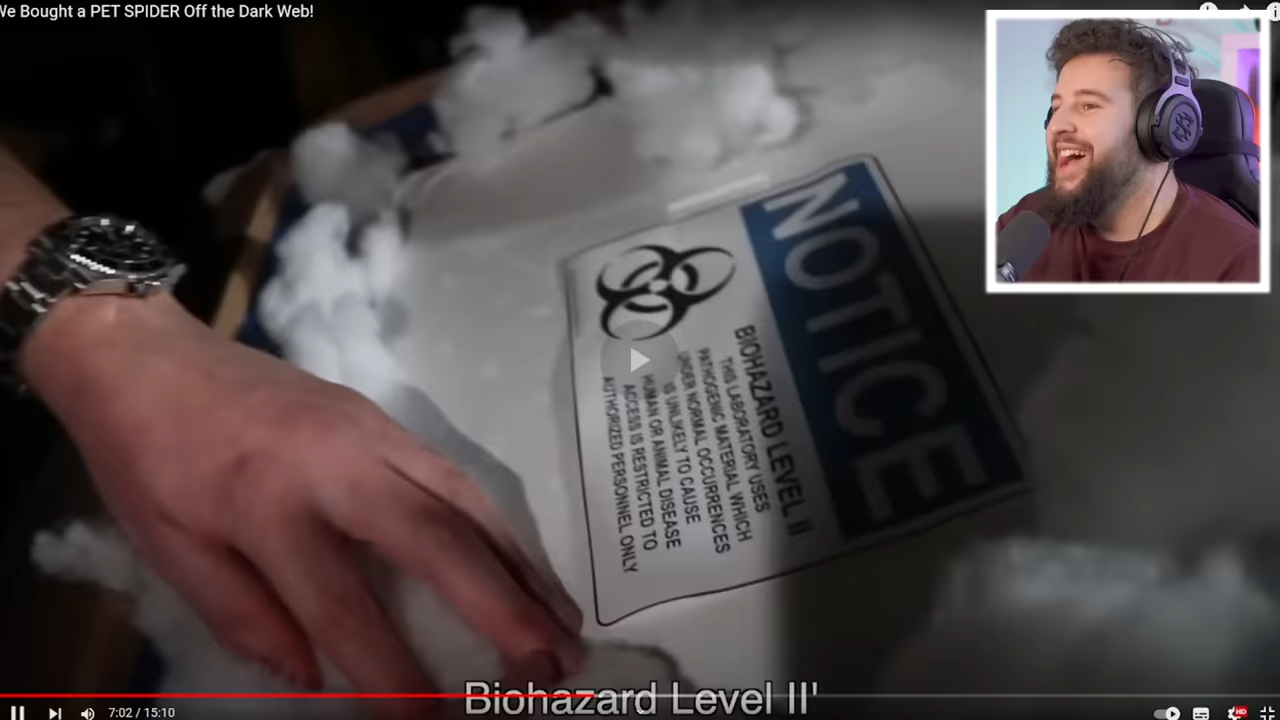 We Bought a PET SPIDER Off the Dark Web!
NOTICE
BIOHAZARD LEVEL II
THIS LABORATORY USES
PATHOGENIC MATERIAL WHICH
UNDER NORMAL OCCURRENCES
IS UNLIKELY TO CAUSE
HUMAN OR ANIMAL DISEASE
ACCESS IS RESTRICTED TO
AUTHORIZED PERSONNEL ONLY
Biohazard Level II'
7:02 / 15:10
HD